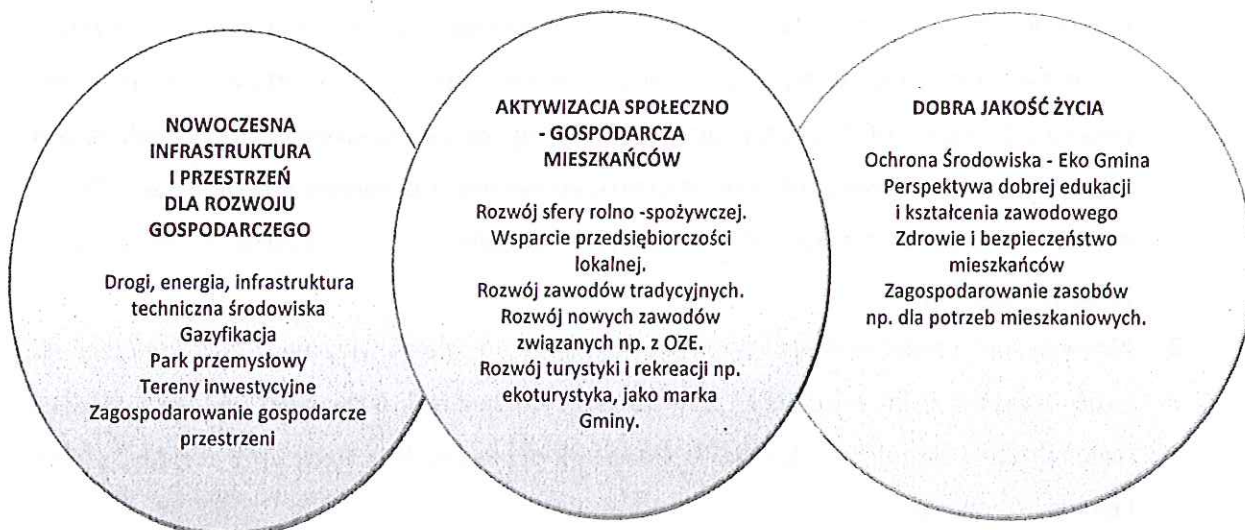 NOWOCZESNA
INFRASTRUKTURA
I PRZESTRZEŃ
DLA ROZWOJU
GOSPODARCZEGO
Drogi, energia, infrastruktura
techniczna środowiska
Gazyfikacja
Park przemysłowy
Tereny inwestycyjne
Zagospodarowanie gospodarcze
przestrzeni
AKTYWIZACJA SPOŁECZNO
- GOSPODARCZA
MIESZKAŃCÓW
Rozwój sfery rolno -spożywczej.
Wsparcie przedsiębiorczości
lokalnej.
Rozwój zawodów tradycyjnych.
Rozwój nowych zawodów
związanych np. z OZE.
Rozwój turystyki i rekreacji np.
ekoturystyka, jako marka
Gminy.
DOBRA JAKOŚĆ ŻYCIA
Ochrona Środowiska - Eko Gmina
Perspektywa dobrej edukacji
i kształcenia zawodowego
Zdrowie i bezpieczeństwo
mieszkańców
Zagospodarowanie zasobów
np. dla potrzeb mieszkaniowych.